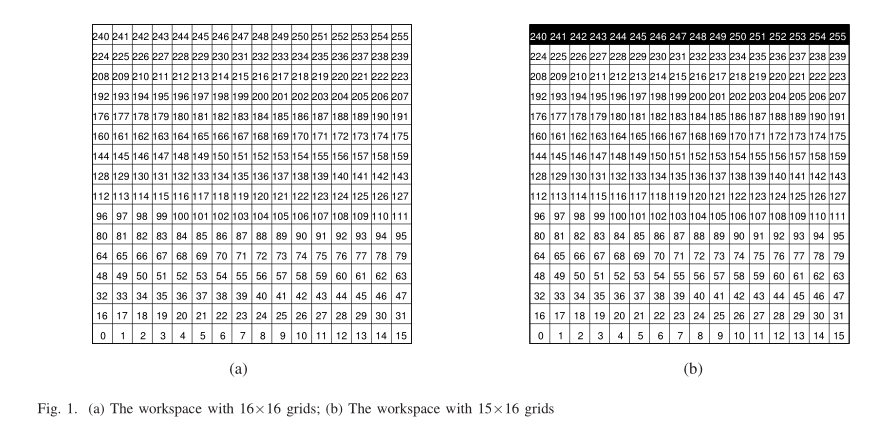 240 241 242 243 244 245 246 247 248 249 250 251 252 253 254 255
224 225 226 227 228 229 230 231 232 233 234 235 236 237 238 239
208 209 210 211 212 213 214 215 216 217 218 219 220 221 222 223
192 193 194 195 196 197 198 199 200 201 202 203 204 205 206 207
176 177 178 179 180 181 182 183 184 185 186 187 188 189 190 191
160 161 162 163 164 165 166 167 168 169 170 171 172 173 174 175
144 145 146 147 148 149 150 151 152 153 154 155 156 157 158 159
128 129 130 131 132 133 134 135 136 137 138 139 140 141 142 143
112 113 114 115 116 117 118 119 120 121 122 123 124 125 126 127
96 97 98 99 100 101 102 103 104 105 106 107 108 109 110 111
80 81 82 83 84 85 86 87 88 89 90 91 92 93 94 95
64 65 66 67 68 69 70 71 72 73 74 75 76 77 78 79
48 49 50 51 52 53 54 55 56 57 58 59 60 61 62 63
32 33 34 35 36 37 38 39 40 41 42 43 44 45 46 47
16 17 18 19 20 21 22 23 24 25 26 27 28 29 30 31
0 1 2 3 4 5 6 7 8 9 10 11 12 13 14 15
(a)
240 241 242 243 244 245 246 247 248 249 250 251 252 253 254 255
224 225 226 227 228 229 230 231 232 233 234 235 236 237 238 239
208 209 210 211 212 213 214 215 216 217 218 219 220 221 222 223
192 193 194 195 196 197 198 199 200 201 202 203 204 205 206 207
176 177 178 179 180 181 182 183 184 185 186 187 188 189 190 191
160 161 162 163 164 165 166 167 168 169 170 171 172 173 174 175
144 145 146 147 148 149 150 151 152 153 154 155 156 157 158 159
128 129 130 131 132 133 134 135 136 137 138 139 140 141 142 143
112 113 114 115 116 117 118 119 120 121 122 123 124 125 126 127
96 97 98 99 100 101 102 103 104 105 106 107 108 109 110 111
80 81 82 83 84 85 86 87 88 89 90 91 92 93 94 95
64 65 66 67 68 69 70 71 72 73 74 75 76 77 78 79
48 49 50 51 52 53 54 55 56 57 58 59 60 61 62 63
32 33 34 35 36 37 38 39 40 41 42 43 44 45 46 47
16 17 18 19 20 21 22 23 24 25 26 27 28 29 30 31
0 1 2 3 4 5 6 7 8 9 10 11 12 13 14 15
(b)
Fig. 1. (a) The workspace with 16×16 grids; (b) The workspace with 15×16 grids